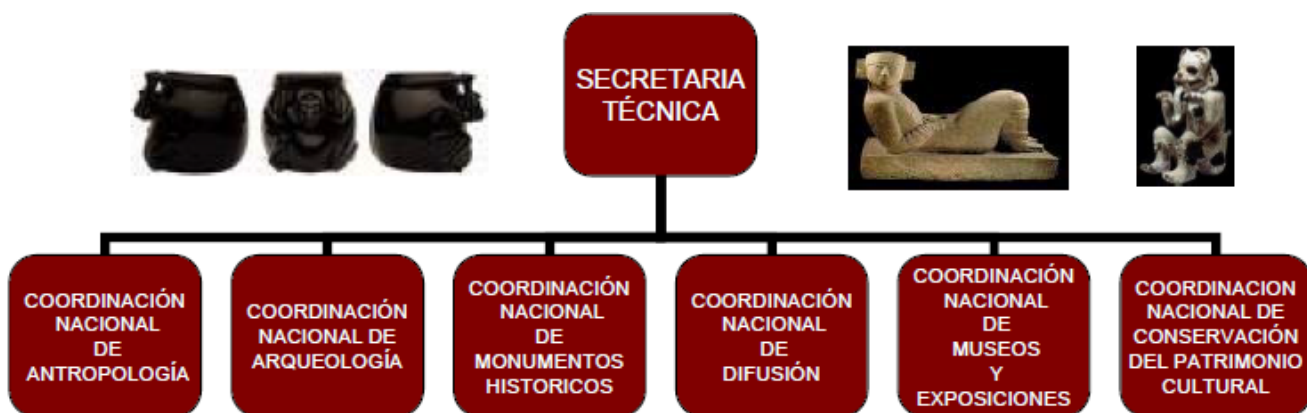 SECRETARIA
TÉCNICA
COORDINACIÓN
NACIONAL
DE
ANTROPOLOGÍA
COORDINACIÓN
NACIONAL DE
ARQUEOLOGÍA
COORDINACIÓN
NACIONAL
DE
MONUMENTOS
HISTORICOS
COORDINACIÓN
NACIONAL
DE
DIFUSIÓN
COORDINACIÓN
NACIONAL
DE
MUSEOS
Y
EXPOSICIONES
COORDINACION
NACIONAL DE
CONSERVACIÓN
DEL PATRIMONIO
CULTURAL